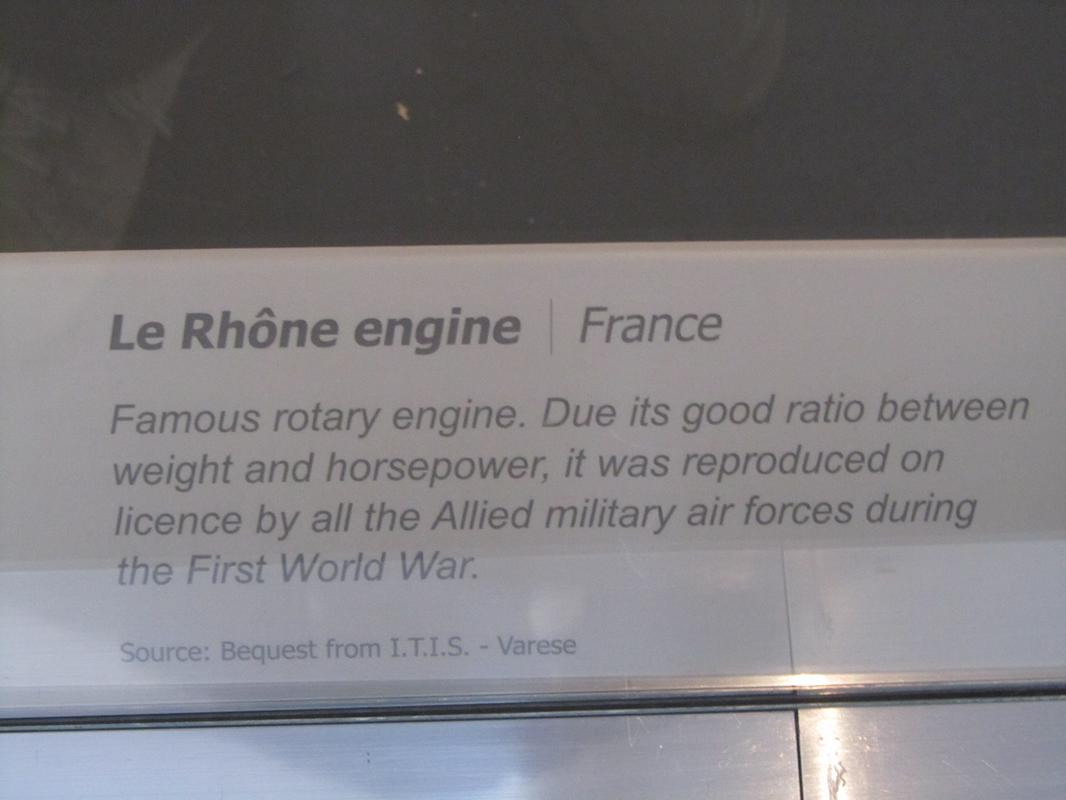 Le Rhône engine | France
Famous rotary engine. Due its good ratio between
weight and horsepower, it was reproduced on
licence by all the Allied military air forces during
the First World War.
Source: Bequest from I.T.I.S. - Varese